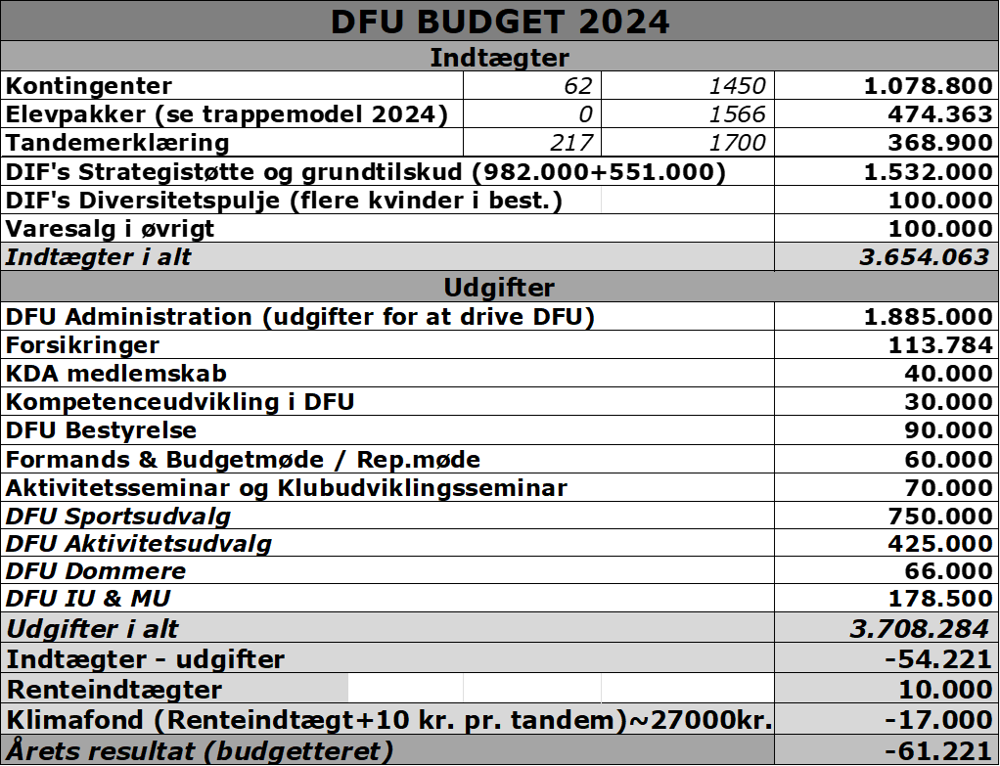 DFU BUDGET 2024
Indtægter
Kontingenter 62 1450 1.078.800
Elevpakker (se trappemodel 2024) 0 1566 474.363
Tandemerklæring 217 1700 368.900
DIF's Strategistøtte og grundtilskud (982.000+551.000) 1.532.000
DIF's Diversitetspulje (flere kvinder i best.) 100.000
Varesalg i øvrigt 100.000
Indtægter i alt 3.654.063
Udgifter
DFU Administration (udgifter for at drive DFU) 1.885.000
Forsikringer 113.784
KDA medlemskab 40.000
Kompetenceudvikling i DFU 30.000
DFU Bestyrelse 90.000
Formands & Budgetmøde / Rep.møde 60.000
Aktivitetsseminar og Klubudviklingsseminar 70.000
DFU Sportsudvalg 750.000
DFU Aktivitetsudvalg 425.000
DFU Dommere 66.000
DFU IU & MU 178.500
Udgifter i alt 3.708.284
Indtægter - udgifter -54.221
Renteindtægter 10.000
Klimafond (Renteindtægt+10 kr. pr. tandem)~27000kr. -17.000
Årets resultat (budgetteret) -61.221